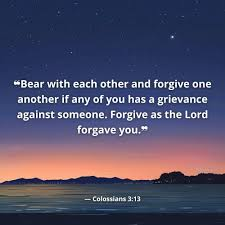 ❝Bear with each other and forgive one
another if any of you has a grievance
against someone. Forgive as the Lord
forgave you.❞
— Colossians 3:13